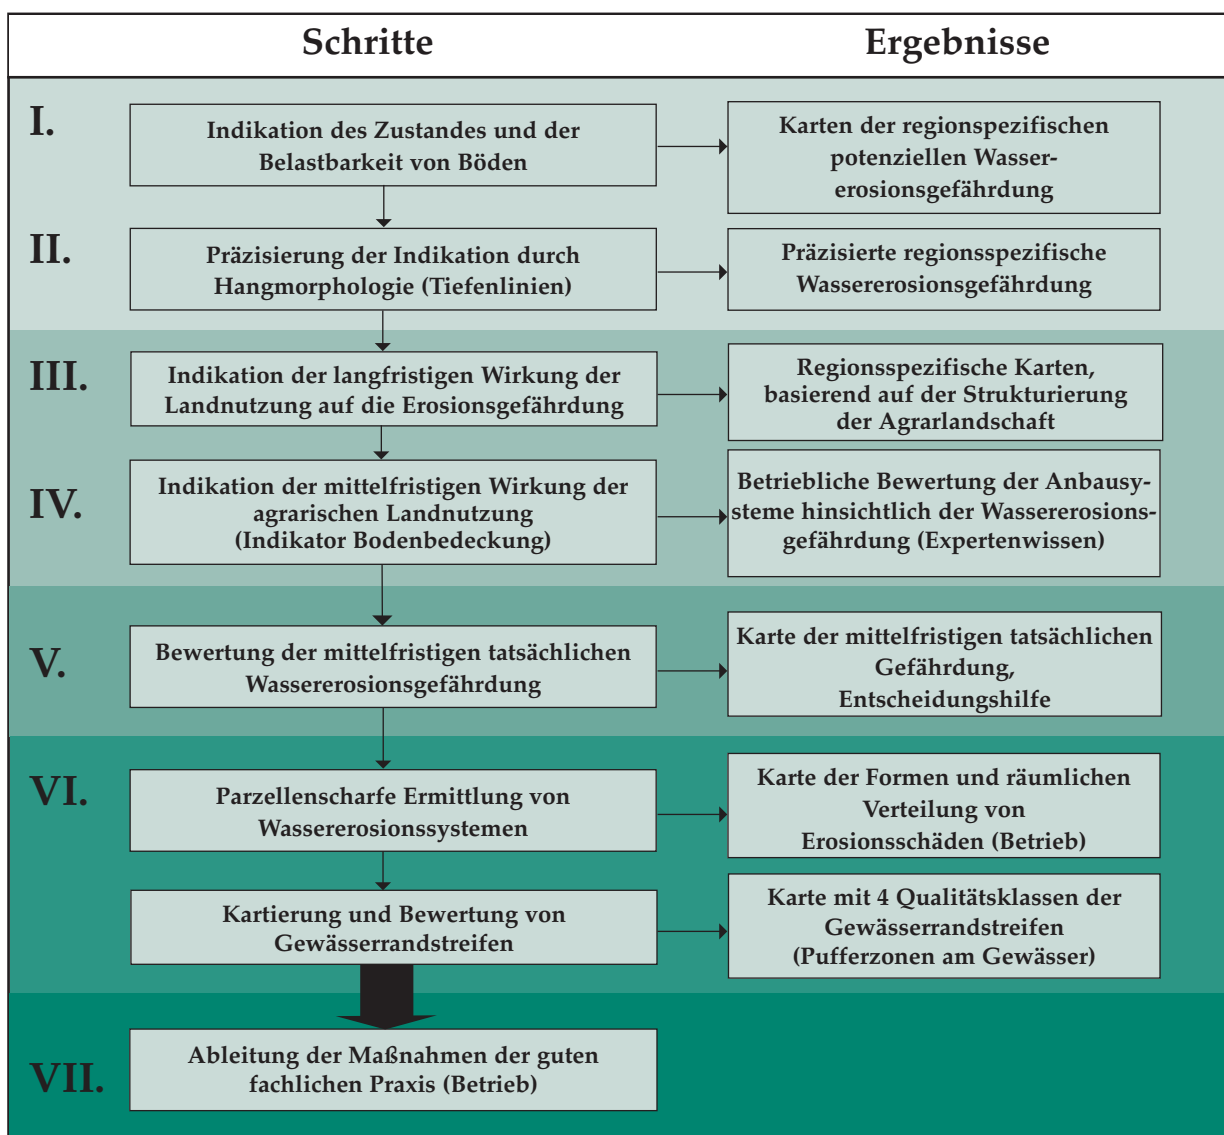 Schritte
Ergebnisse
I.
Indikation des Zustandes und der
Belastbarkeit von Böden
Karten der regionspezifischen
potenziellen Wasser-
erosionsgefährdung
II.
Präzisierung der Indikation durch
Hangmorphologie (Tiefenlinien)
Präzisierte regionsspezifische
Wassererosionsgefährdung
III.
Indikation der langfristigen Wirkung der
Landnutzung auf die Erosionsgefährdung
Regionsspezifische Karten,
basierend auf der Strukturierung
der Agrarlandschaft
IV.
Indikation der mittelfristigen Wirkung der
agrarischen Landnutzung
(Indikator Bodenbedeckung)
Betriebliche Bewertung der Anbausy-
steme hinsichtlich der Wassererosions-
gefährdung (Expertenwissen)
V.
Bewertung der mittelfristigen tatsächlichen
Wassererosionsgefährdung
Karte der mittelfristigen tatsächlichen
Gefährdung,
Entscheidungshilfe
VI.
Parzellenscharfe Ermittlung von
Wassererosionssystemen
Karte der Formen und räumlichen
Verteilung von
Erosionsschäden (Betrieb)
Kartierung und Bewertung von
Gewässerrandstreifen
Karte mit 4 Qualitätsklassen der
Gewässerrandstreifen
(Pufferzonen am Gewässer)
VII.
Ableitung der Maßnahmen der guten
fachlichen Praxis (Betrieb)